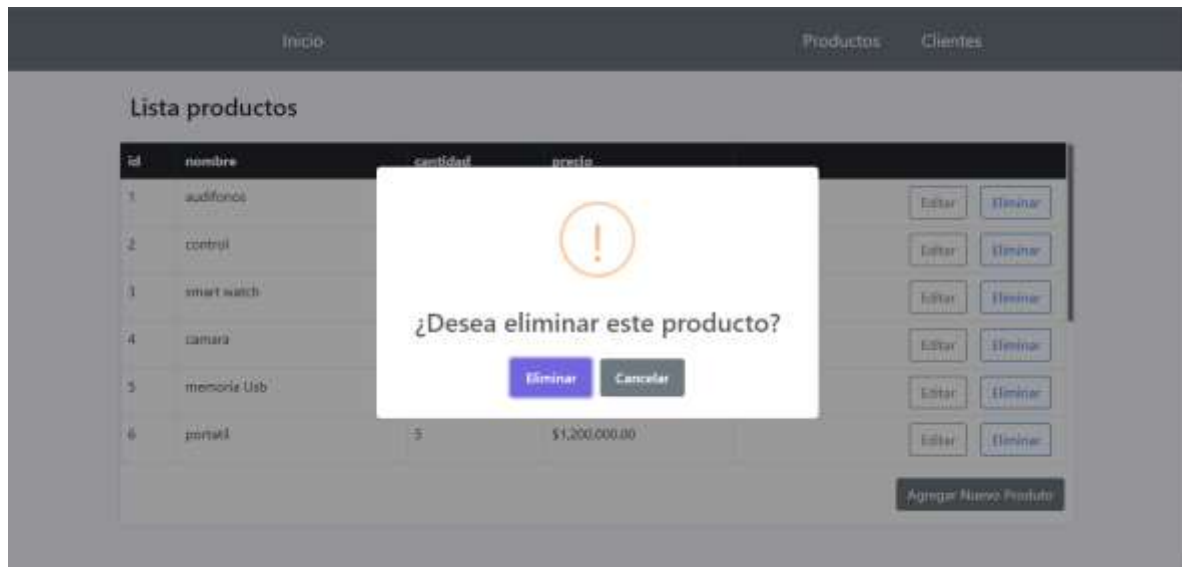 Inicio Productos Clientes
Lista productos
id nombre cantidad precio
1 audifonos Editar Eliminar
2 control Editar Eliminar
3 smart watch Editar Eliminar
¿Desea eliminar este producto?
4 camara Editar Eliminar
Eliminar Cancelar
5 memoria Usb Editar Eliminar
6 portatil 5 $1,200,000.00 Editar Eliminar
Agregar Nuevo Produto